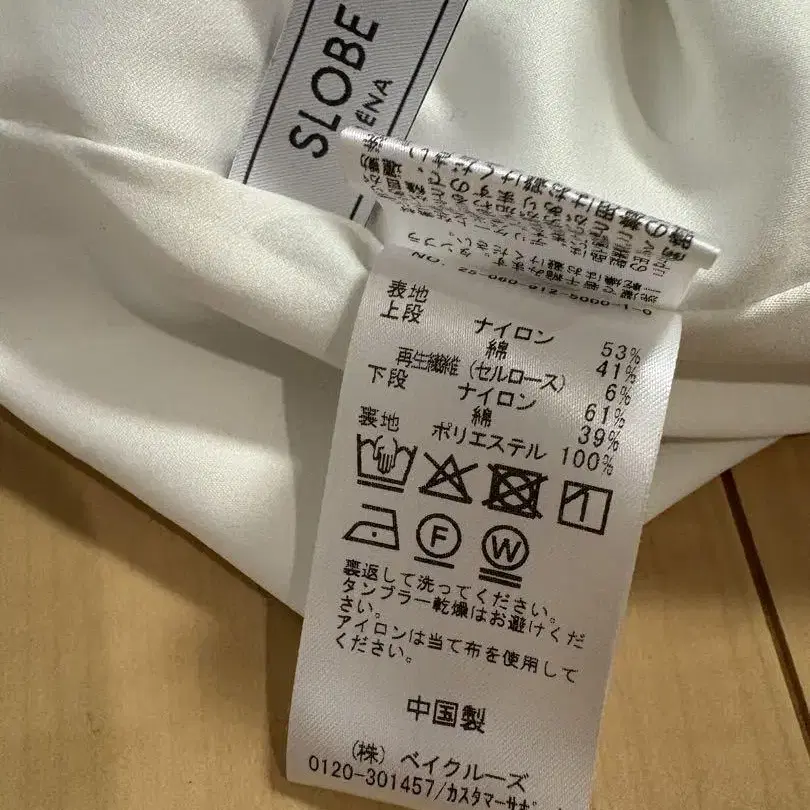 SLOBE
IÉNA
表地
上段 ナイロン 53%
綿 41%
再生繊維(セルロース) 6%
下段 ナイロン 61%
綿 39%
裏地 ポリエステル 100%
F
W
裏返して洗ってください。
タンブラー乾燥はお避けくだ
さい。
アイロンは当て布を使用して
ください。
中国製
(株) ベイクルーズ
0120-301457/カスタマーサポ